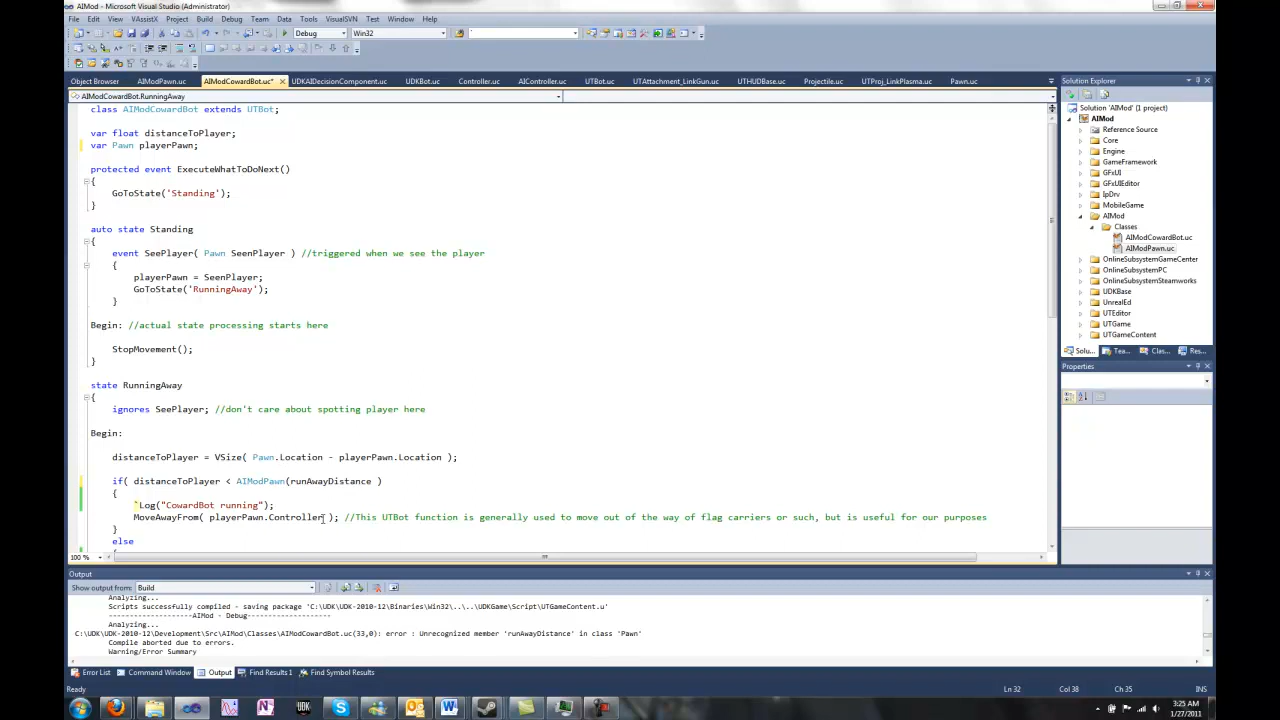 AIMod - Microsoft Visual Studio (Administrator)
File Edit View VAssistX Project Build Debug Team Data Tools VisualSVN Test Window Help
Debug Win32
Object Browser AIModPawn.uc AIModCowardBot.uc* UDKAIDecisionComponent.uc UDKBot.uc Controller.uc AIController.uc UTBot.uc UTAttachment_LinkGun.uc UTHUDBase.uc Projectile.uc UTProj_LinkPlasma.uc Pawn.uc
AIModCowardBot.RunningAway
class AIModCowardBot extends UTBot;
var float distanceToPlayer;
var Pawn playerPawn;
protected event ExecuteWhatToDoNext()
{
GoToState('Standing');
}
auto state Standing
{
event SeePlayer( Pawn SeenPlayer ) //triggered when we see the player
{
playerPawn = SeenPlayer;
GoToState('RunningAway');
}
Begin: //actual state processing starts here
StopMovement();
}
state RunningAway
{
ignores SeePlayer; //don't care about spotting player here
Begin:
distanceToPlayer = VSize( Pawn.Location - playerPawn.Location );
if( distanceToPlayer < AIModPawn(runAwayDistance )
{
`Log("CowardBot running");
MoveAwayFrom( playerPawn.Controller ); //This UTBot function is generally used to move out of the way of flag carriers or such, but is useful for our purposes
}
else
100 %
Solution Explorer
Solution 'AIMod' (1 project)
AIMod
Reference Source
Core
Engine
GameFramework
GFxUI
GFxUIEditor
IpDrv
MobileGame
AIMod
Classes
AIModCowardBot.uc
AIModPawn.uc
OnlineSubsystemGameCenter
OnlineSubsystemPC
OnlineSubsystemSteamworks
UDKBase
UnrealEd
UTEditor
UTGame
UTGameContent
Solu... Tea... Clas... Res...
Properties
Output
Show output from: Build
Analyzing...
Scripts successfully compiled - saving package 'C:\UDK\UDK-2010-12\Binaries\Win32\..\..\UDKGame\Script\UTGameContent.u'
--------------------AIMod - Debug--------------------
Analyzing...
C:\UDK\UDK-2010-12\Development\Src\AIMod\Classes\AIModCowardBot.uc(33,0): error : Unrecognized member 'runAwayDistance' in class 'Pawn'
Compile aborted due to errors.
Warning/Error Summary
Error List Command Window Output Find Results 1 Find Symbol Results
Ready Ln 32 Col 38 Ch 35 INS
3:25 AM
1/27/2011